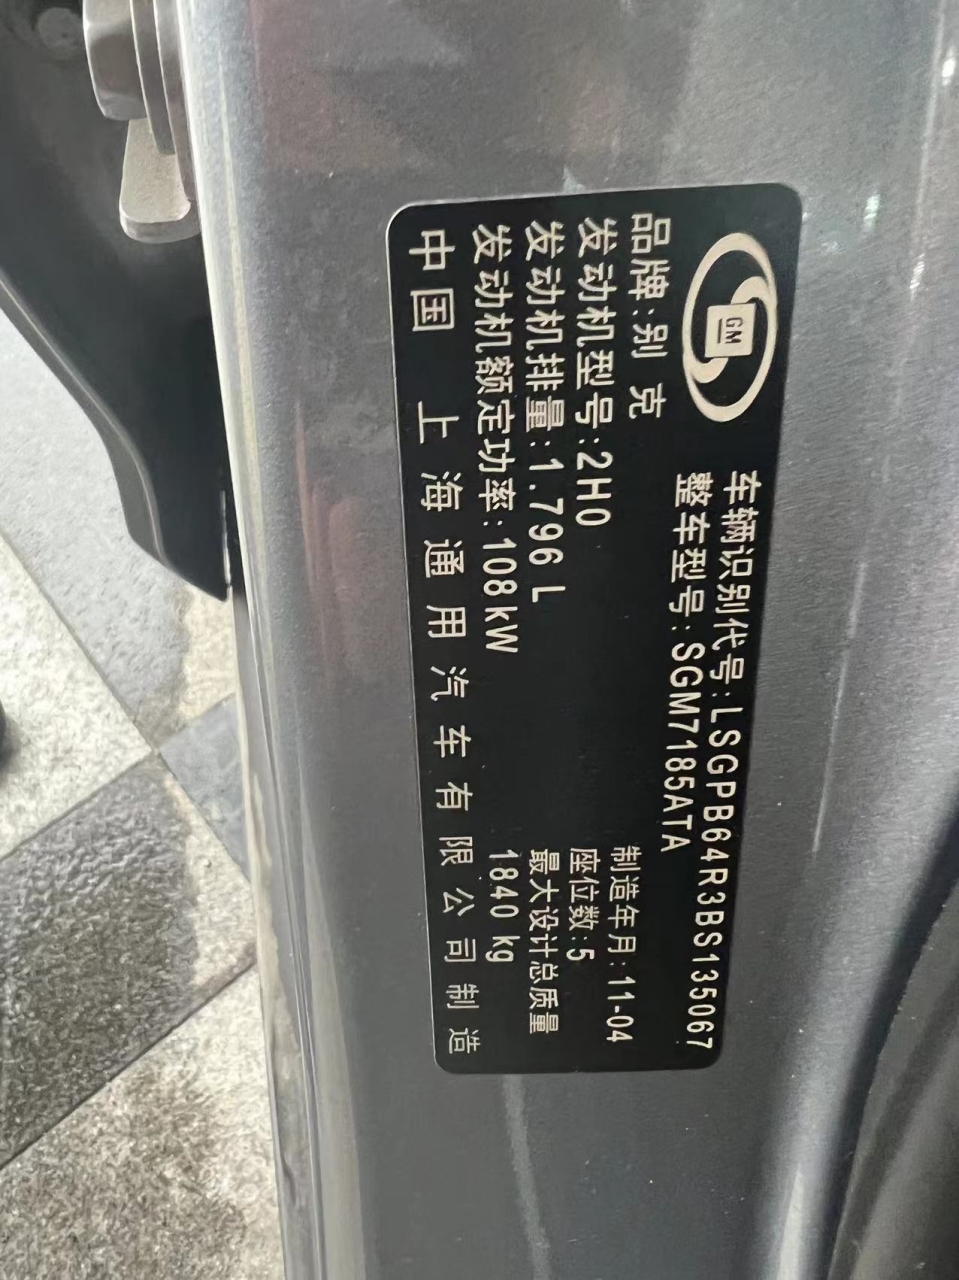 GM
车辆识别代号:LSGPB64R3BS135067
整车型号:SGM7185ATA
品牌:别 克
发动机型号:2H0
制造年月:11-04
发动机排量:1.796 L
座位数:5
发动机额定功率:108kW
最大设计总质量
1840 kg
中国 上海通用汽车有限公司制造